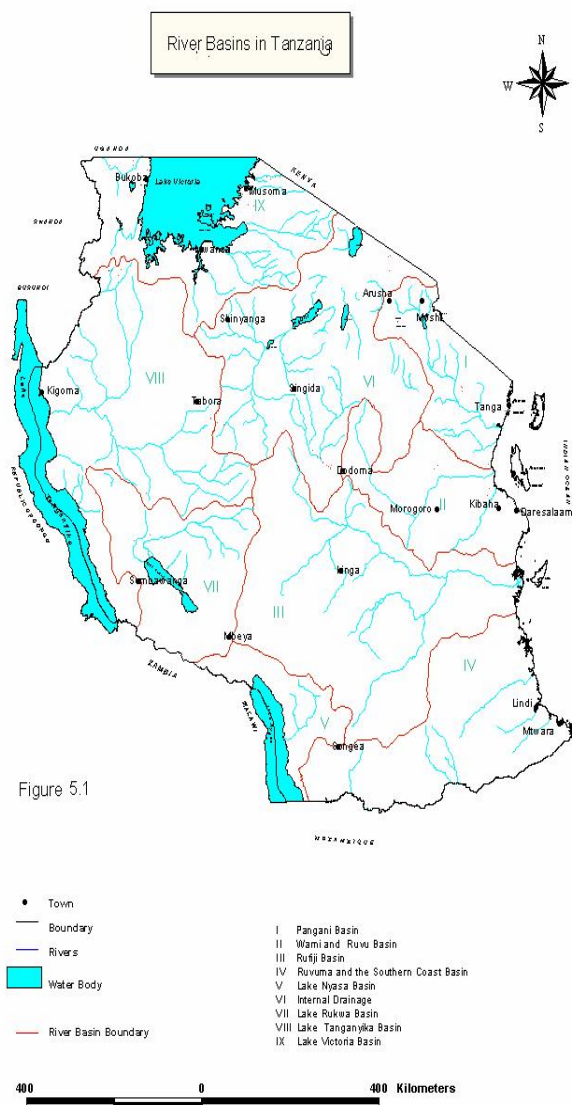 River Basins in Tanzania
N
W
E
S
UGANDA
KENYA
Bukoba
Lake Victoria
Musoma
IX
BURUNDI
Arusha
Moshi
Shinyanga
I
VIII
Kigoma
Tabora
Singida
VI
Tanga
Lake
Tanganyika
INDIAN OCEAN
Dodoma
Morogoro
II
Kibaha
Daresalaam
Sumbawanga
VII
III
Iringa
Mbeya
IV
ZAMBIA
MALAWI
V
Songea
Lindi
Mtwara
Figure 5.1
MOZAMBIQUE
Town
Boundary
Rivers
Water Body
River Basin Boundary
I Pangani Basin
II Wami and Ruvu Basin
III Rufiji Basin
IV Ruvuma and the Southern Coast Basin
V Lake Nyasa Basin
VI Internal Drainage
VII Lake Rukwa Basin
VIII Lake Tanganyika Basin
IX Lake Victoria Basin
400 0 400 Kilometers